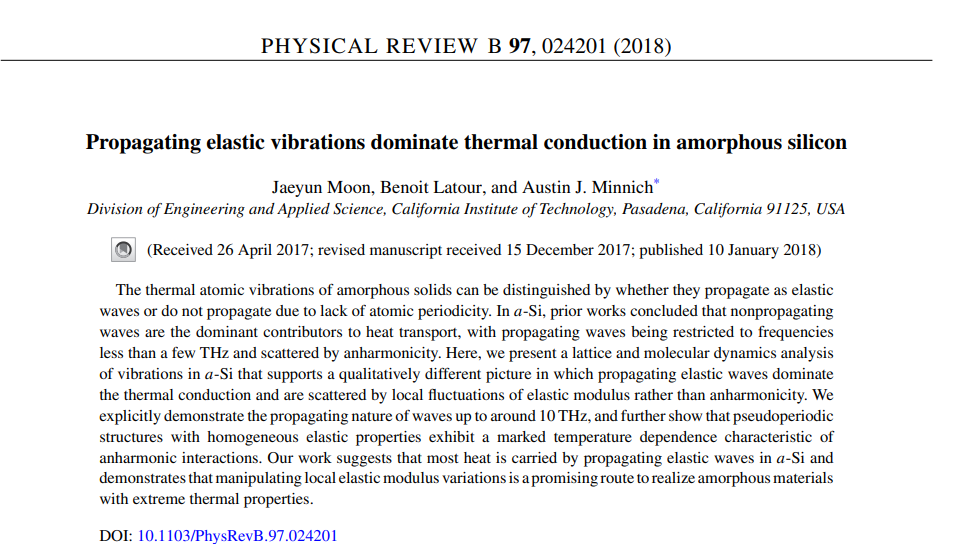 PHYSICAL REVIEW B 97, 024201 (2018)
Propagating elastic vibrations dominate thermal conduction in amorphous silicon
Jaeyun Moon, Benoit Latour, and Austin J. Minnich*
Division of Engineering and Applied Science, California Institute of Technology, Pasadena, California 91125, USA
(Received 26 April 2017; revised manuscript received 15 December 2017; published 10 January 2018)
The thermal atomic vibrations of amorphous solids can be distinguished by whether they propagate as elastic
waves or do not propagate due to lack of atomic periodicity. In a-Si, prior works concluded that nonpropagating
waves are the dominant contributors to heat transport, with propagating waves being restricted to frequencies
less than a few THz and scattered by anharmonicity. Here, we present a lattice and molecular dynamics analysis
of vibrations in a-Si that supports a qualitatively different picture in which propagating elastic waves dominate
the thermal conduction and are scattered by local fluctuations of elastic modulus rather than anharmonicity. We
explicitly demonstrate the propagating nature of waves up to around 10 THz, and further show that pseudoperiodic
structures with homogeneous elastic properties exhibit a marked temperature dependence characteristic of
anharmonic interactions. Our work suggests that most heat is carried by propagating elastic waves in a-Si and
demonstrates that manipulating local elastic modulus variations is a promising route to realize amorphous materials
with extreme thermal properties.
DOI: 10.1103/PhysRevB.97.024201